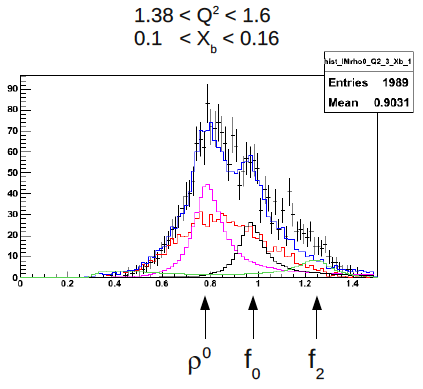 1.38 < Q² < 1.6
0.1 < X_b < 0.16
hist_IMrho0_Q2_3_Xb_1
Entries 1989
Mean 0.9031
90
80
70
60
50
40
30
20
10
0
0 0.2 0.4 0.6 0.8 1 1.2 1.4
ρ⁰ f₀ f₂